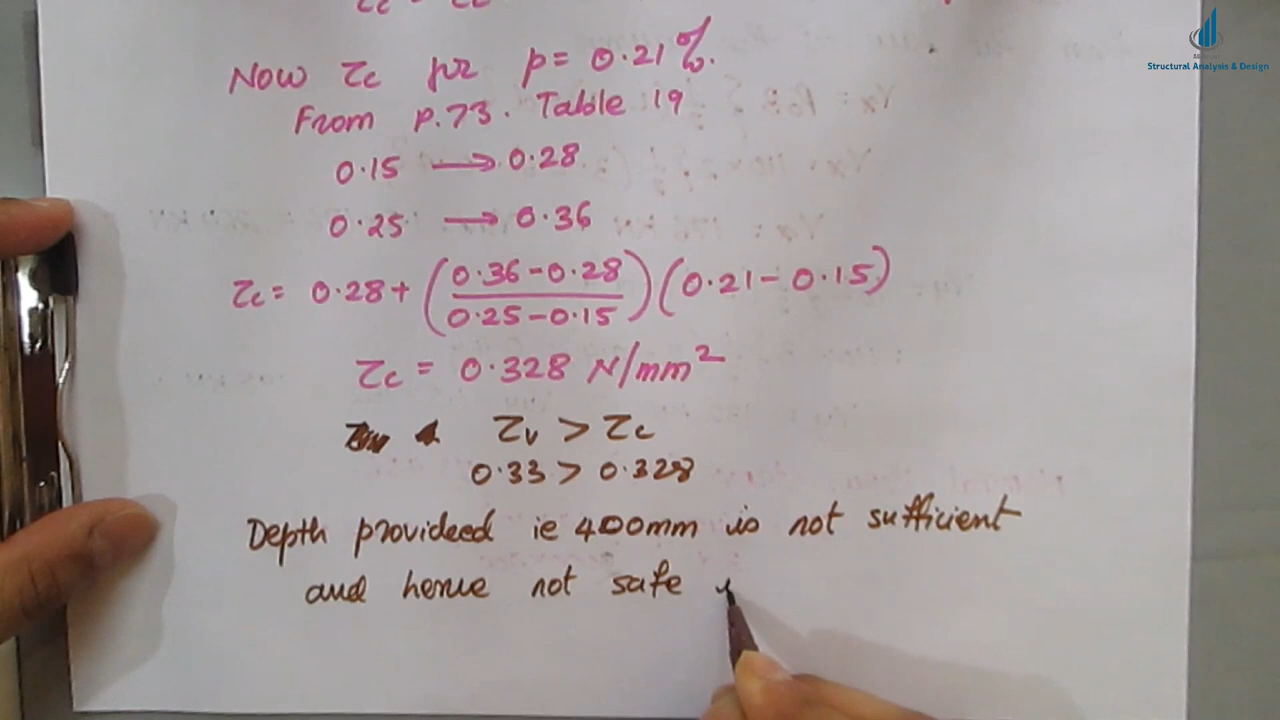 Now τc for p = 0.21%.
From p.73. Table 19
0.15 → 0.28
0.25 → 0.36
τc = 0.28 + (0.36 - 0.28 / 0.25 - 0.15) (0.21 - 0.15)
τc = 0.328 N/mm²
τv > τc
0.33 > 0.328
Depth provideed ie 400mm is not sufficient
and hence not safe
Structural Analysis & Design